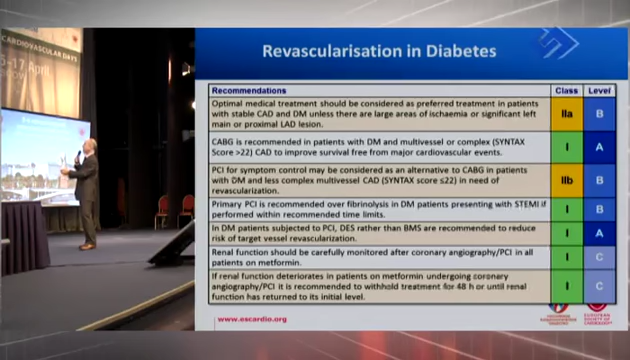 CARDIOVASCULAR DAYS
-17 April
Revascularisation in Diabetes
Recommendations Class Level
Optimal medical treatment should be considered as preferred treatment in patients
with stable CAD and DM unless there are large areas of ischaemia or significant left
main or proximal LAD lesion.
IIa B
CABG is recommended in patients with DM and multivessel or complex (SYNTAX
Score >22) CAD to improve survival free from major cardiovascular events.
I A
PCI for symptom control may be considered as an alternative to CABG in patients
with DM and less complex multivessel CAD (SYNTAX score ≤22) in need of
revascularization.
IIb B
Primary PCI is recommended over fibrinolysis in DM patients presenting with STEMI if
performed within recommended time limits.
I B
In DM patients subjected to PCI, DES rather than BMS are recommended to reduce
risk of target vessel revascularization.
I A
Renal function should be carefully monitored after coronary angiography/PCI in all
patients on metformin.
I C
If renal function deteriorates in patients on metformin undergoing coronary
angiography/PCI it is recommended to withhold treatment for 48 h or until renal
function has returned to its initial level.
I C
www.escardio.org
EUROPEAN
SOCIETY OF
CARDIOLOGY